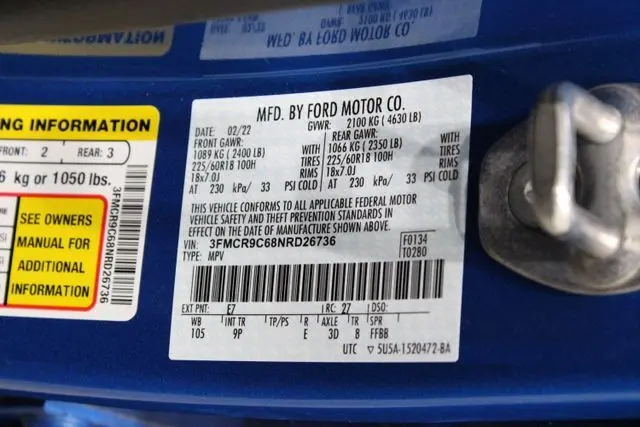 MFD. BY FORD MOTOR CO.
DATE: 02/22 GVWR: 2100 KG ( 4630 LB)
FRONT GAWR: REAR GAWR:
1089 KG ( 2400 LB) WITH 1066 KG ( 2350 LB) WITH
225/60R18 100H TIRES 225/60R18 100H TIRES
18x7.0J RIMS 18x7.0J RIMS
AT 230 kPa/ 33 PSI COLD AT 230 kPa/ 33 PSI COLD
THIS VEHICLE CONFORMS TO ALL APPLICABLE FEDERAL MOTOR
VEHICLE SAFETY AND THEFT PREVENTION STANDARDS IN
EFFECT ON THE DATE OF MANUFACTURE SHOWN ABOVE.
VIN: 3FMCR9C68NRD26736 F0134
TYPE: MPV T0280
EXT PNT: E7 RC: 27 DSO:
WB INT TR TP/PS R AXLE TR SPR
105 9P E 3D 8 FFBB
UTC ▽ 5U5A-1520472-BA
NG INFORMATION
FRONT: 2 REAR: 3
6 kg or 1050 lbs.
SEE OWNERS
MANUAL FOR
ADDITIONAL
INFORMATION
3FMCR9C68NRD26736